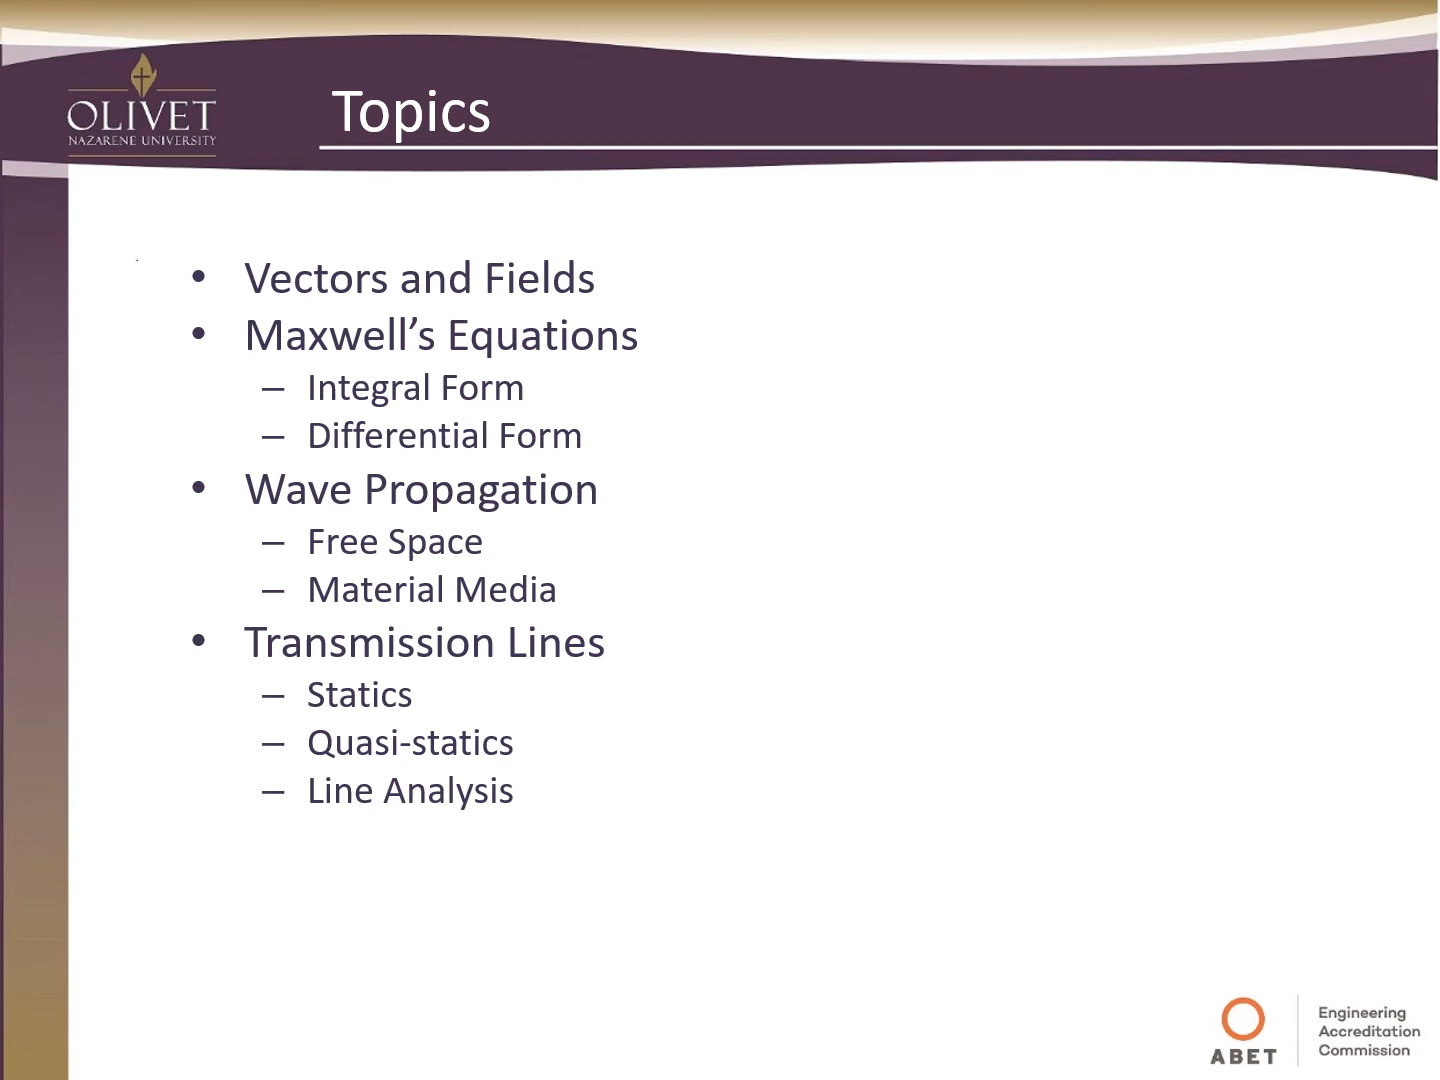 OLIVET
NAZARENE UNIVERSITY
Topics
• Vectors and Fields
• Maxwell’s Equations
– Integral Form
– Differential Form
• Wave Propagation
– Free Space
– Material Media
• Transmission Lines
– Statics
– Quasi-statics
– Line Analysis
ABET
Engineering
Accreditation
Commission